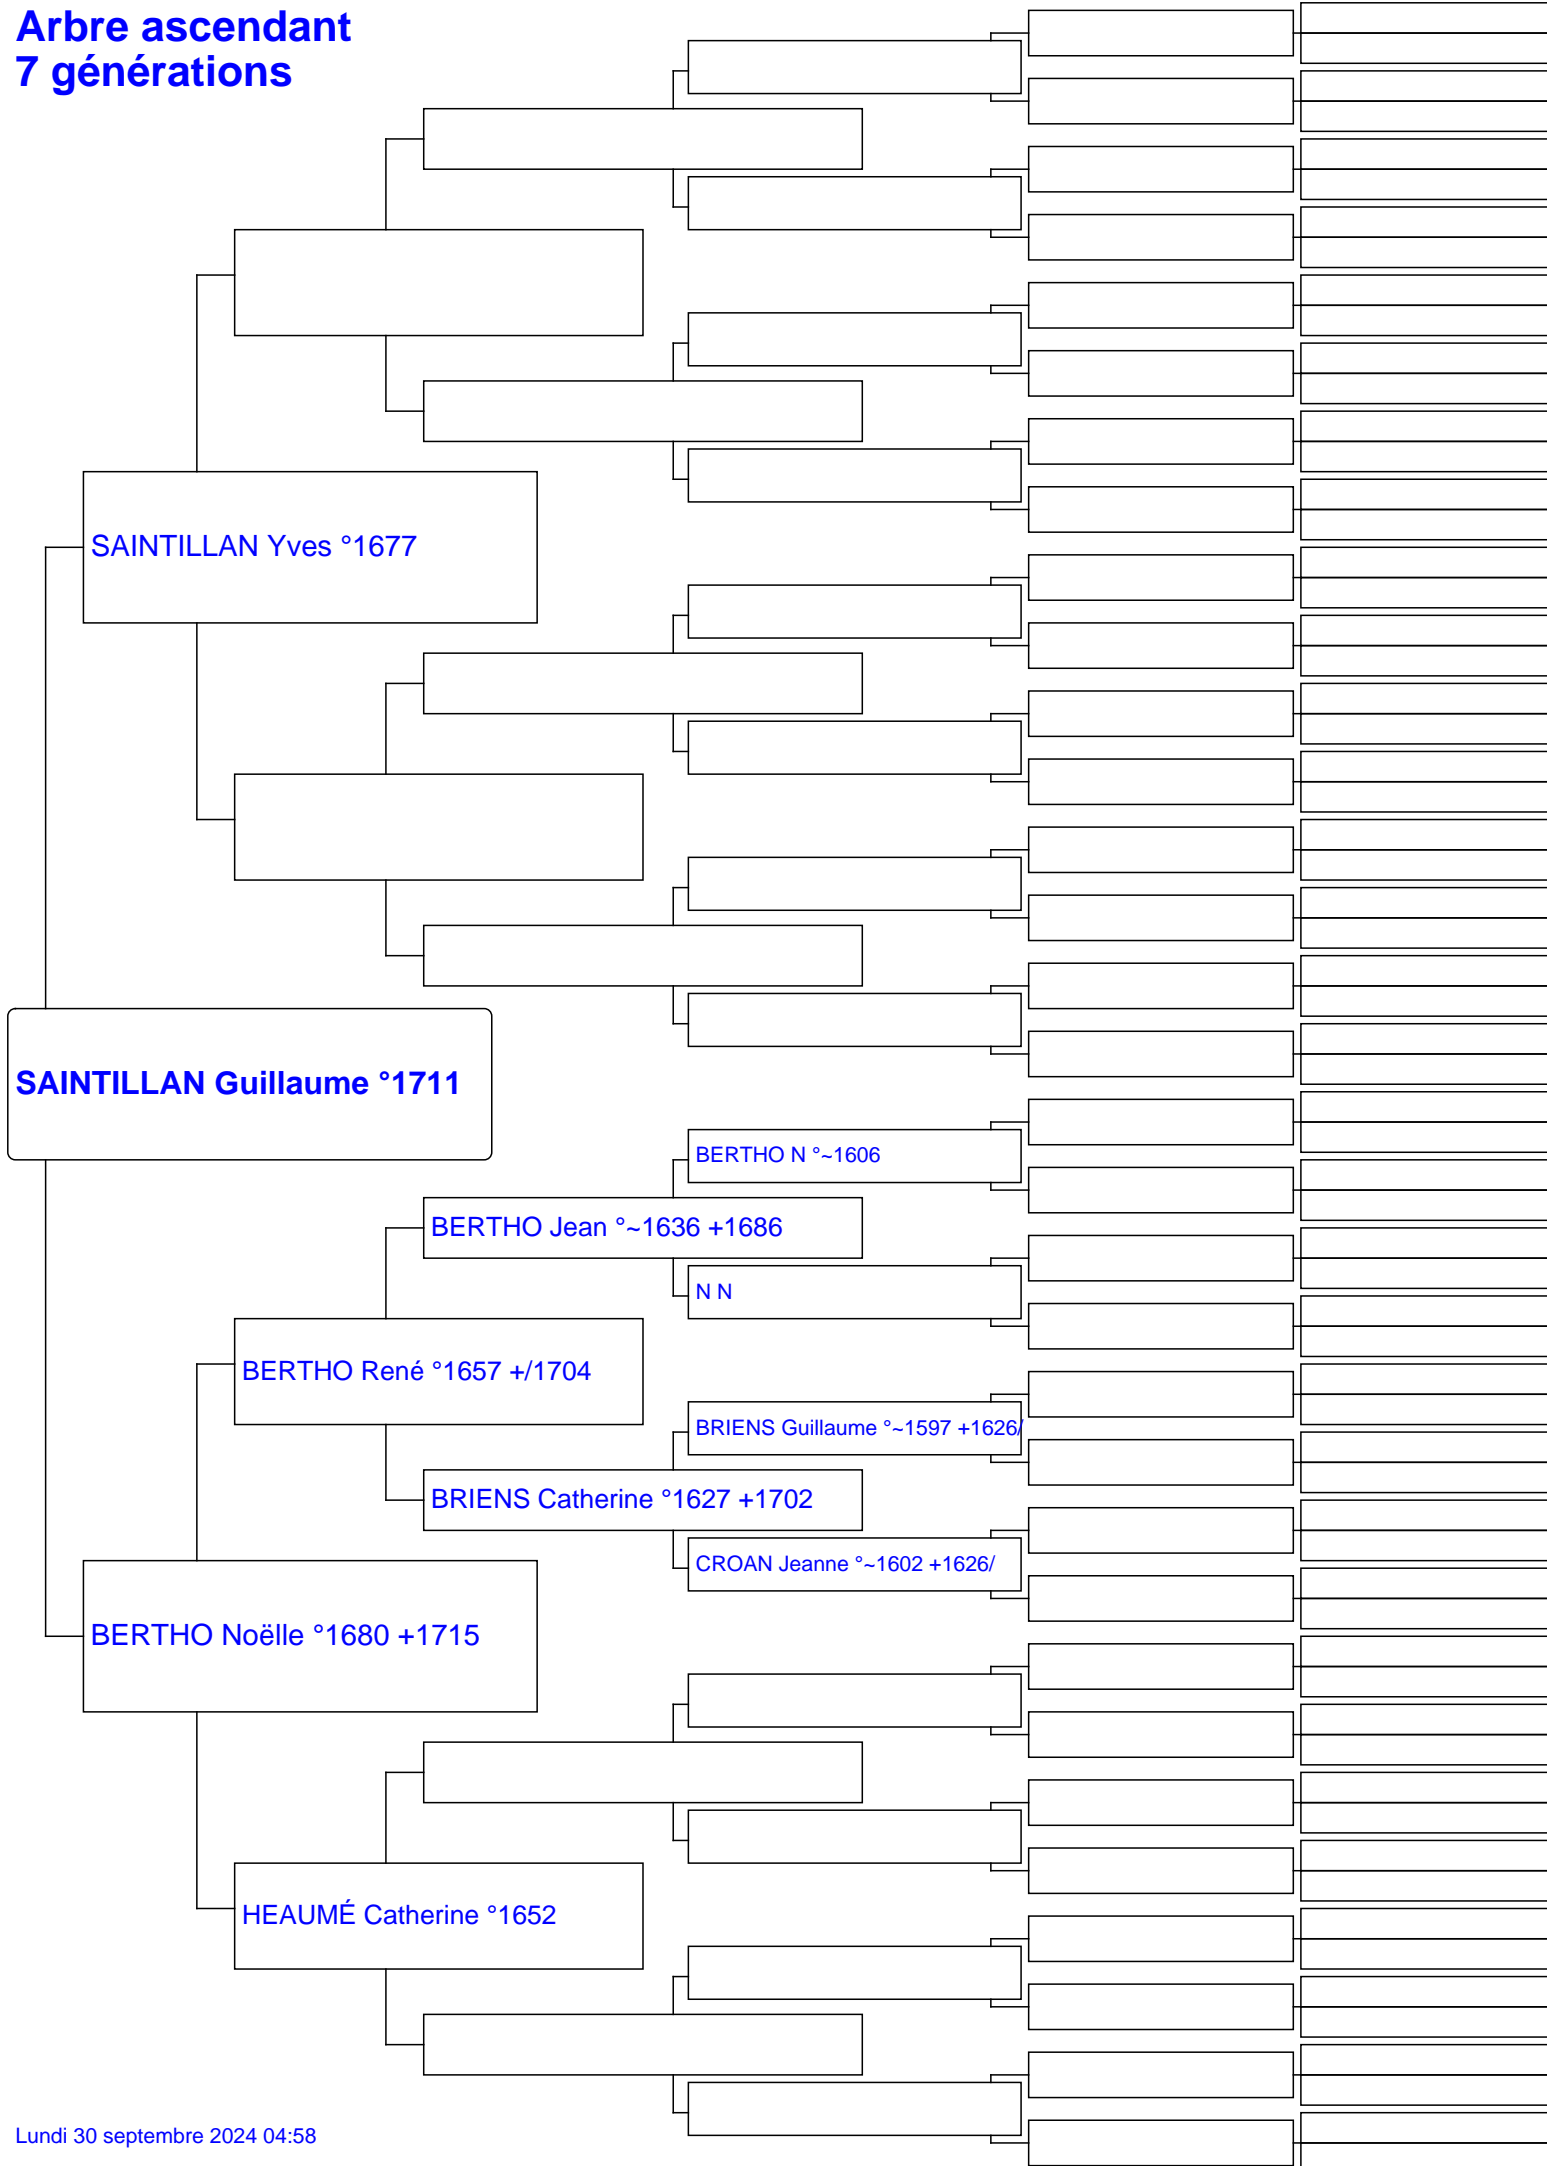 Arbre ascendant
7 générations
SAINTILLAN Yves °1677
SAINTILLAN Guillaume °1711
BERTHO N °~1606
BERTHO Jean °~1636 +1686
N N
BERTHO René °1657 +/1704
BRIENS Guillaume °~1597 +1626/
BRIENS Catherine °1627 +1702
CROAN Jeanne °~1602 +1626/
BERTHO Noëlle °1680 +1715
HEAUMÉ Catherine °1652
Lundi 30 septembre 2024 04:58